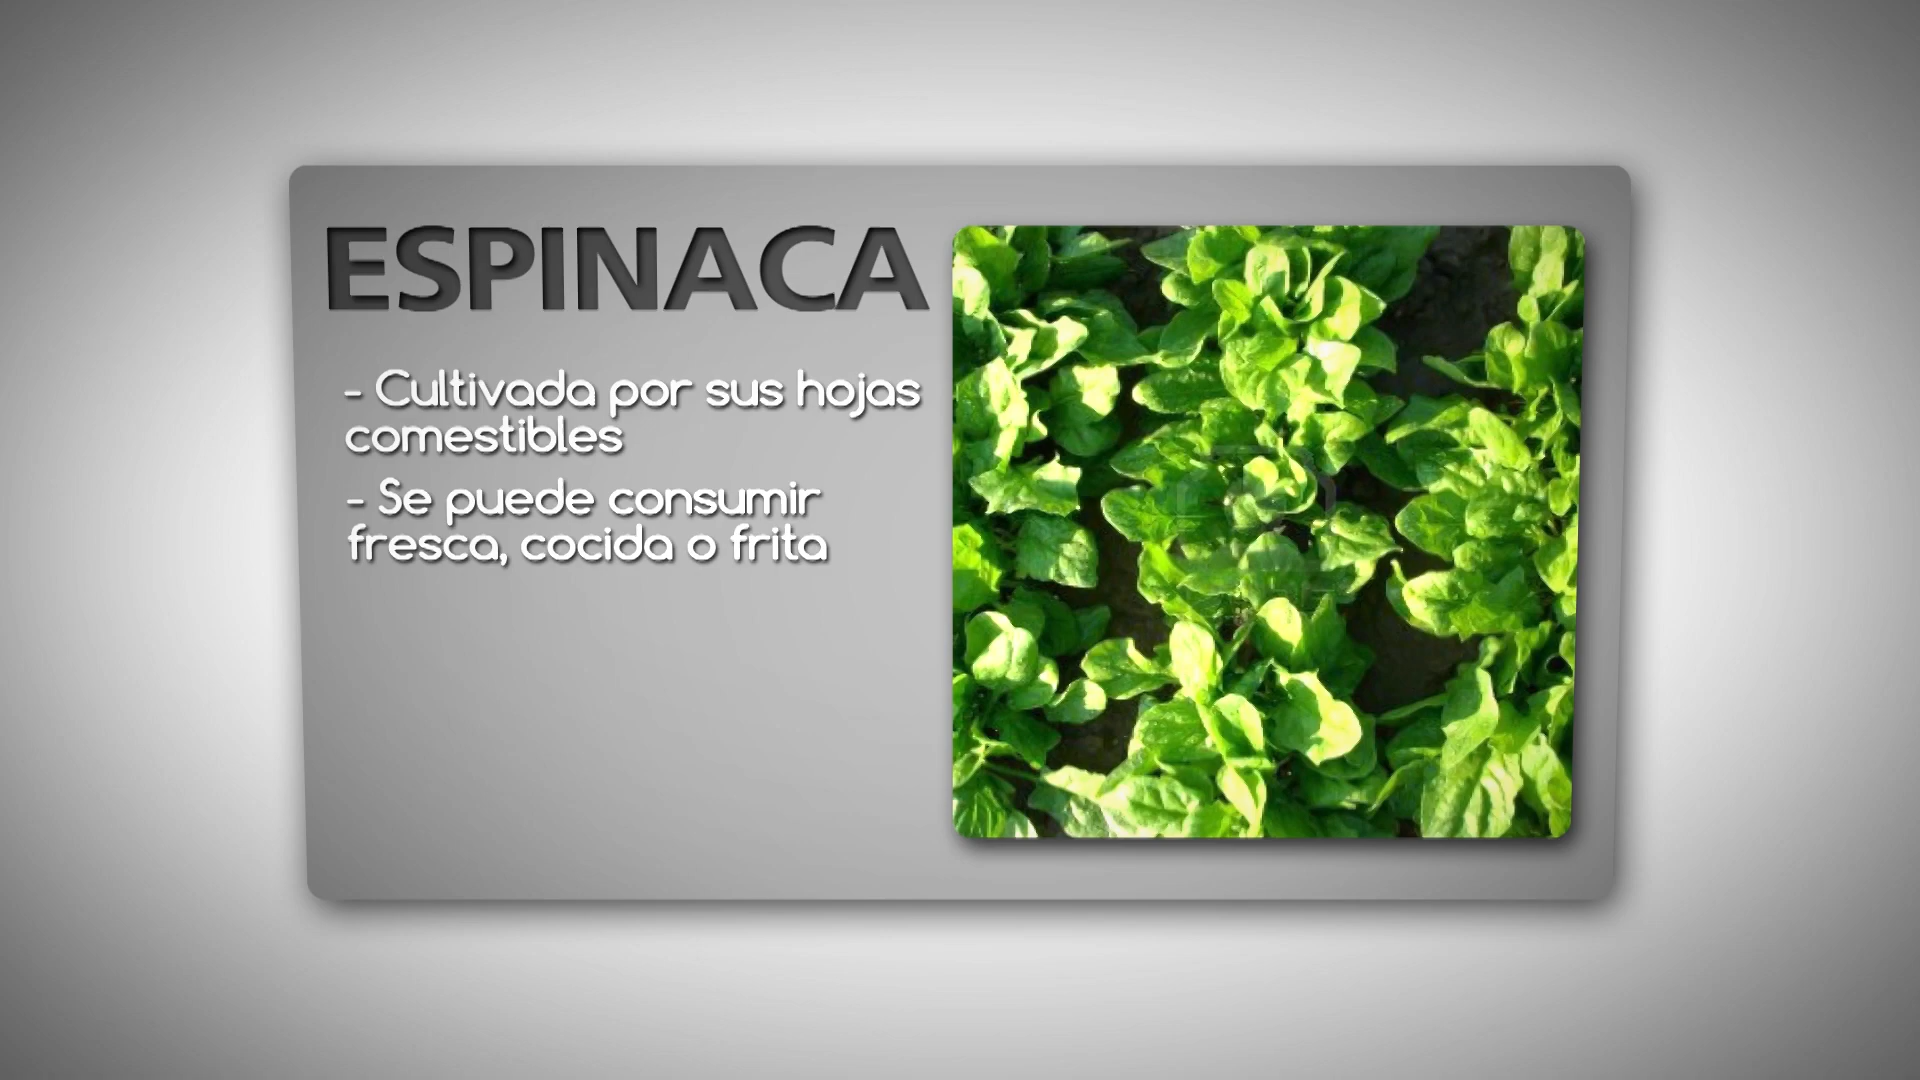 ESPINACA
- Cultivada por sus hojas
comestibles
- Se puede consumir
fresca, cocida o frita